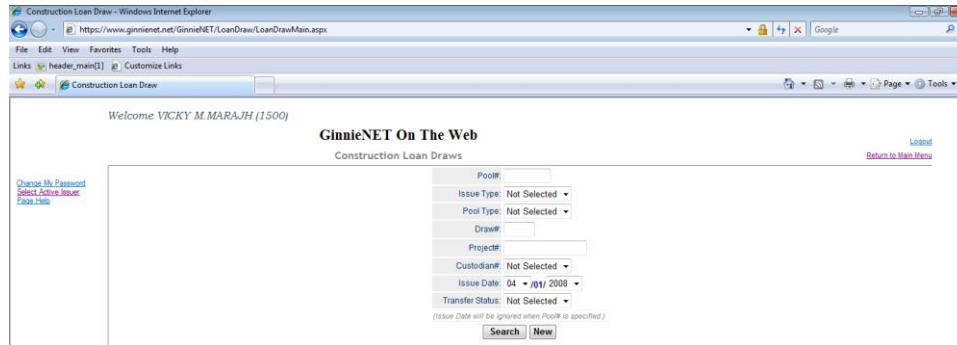 Construction Loan Draw - Windows Internet Explorer
https://www.ginnienet.net/GinnieNET/LoanDraw/LoanDrawMain.aspx
Google
File Edit View Favorites Tools Help
Links header_main[1] Customize Links
Construction Loan Draw
Page Tools
Welcome VICKY M.MARAJH (1500)
GinnieNET On The Web
Logout
Construction Loan Draws
Return to Main Menu
Change My Password
Select Active Issuer
Page Help
Pool#:
Issue Type: Not Selected
Pool Type: Not Selected
Draw#:
Project#:
Custodian#: Not Selected
Issue Date: 04 /01/ 2008
Transfer Status: Not Selected
(Issue Date will be ignored when Pool# is specified.)
Search New